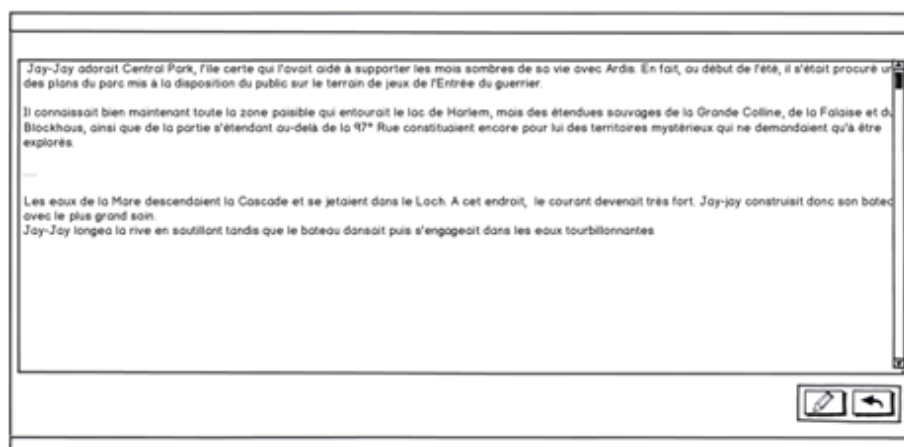 Jay-Jay adorait Central Park, l'île certe qui l'avait aidé à supporter les mois sombres de sa vie avec Ardis. En fait, au début de l'été, il s'était procuré un
des plans du parc mis à la disposition du public sur le terrain de jeux de l'Entrée du guerrier.
Il connaissait bien maintenant toute la zone paisible qui entourait le lac de Harlem, mais des étendues sauvages de la Grande Colline, de la Falaise et du
Blockhaus, ainsi que de la partie s'étendant au-delà de la 97° Rue constituaient encore pour lui des territoires mystérieux qui ne demandaient qu'à être
explorés.
....
Les eaux de la Mare descendaient la Cascade et se jetaient dans le Loch. A cet endroit, le courant devenait très fort. Jay-jay construisit donc son batea
avec le plus grand soin.
Jay-Jay longea la rive en sautillant tandis que le bateau dansait puis s'engageait dans les eaux tourbillonnantes